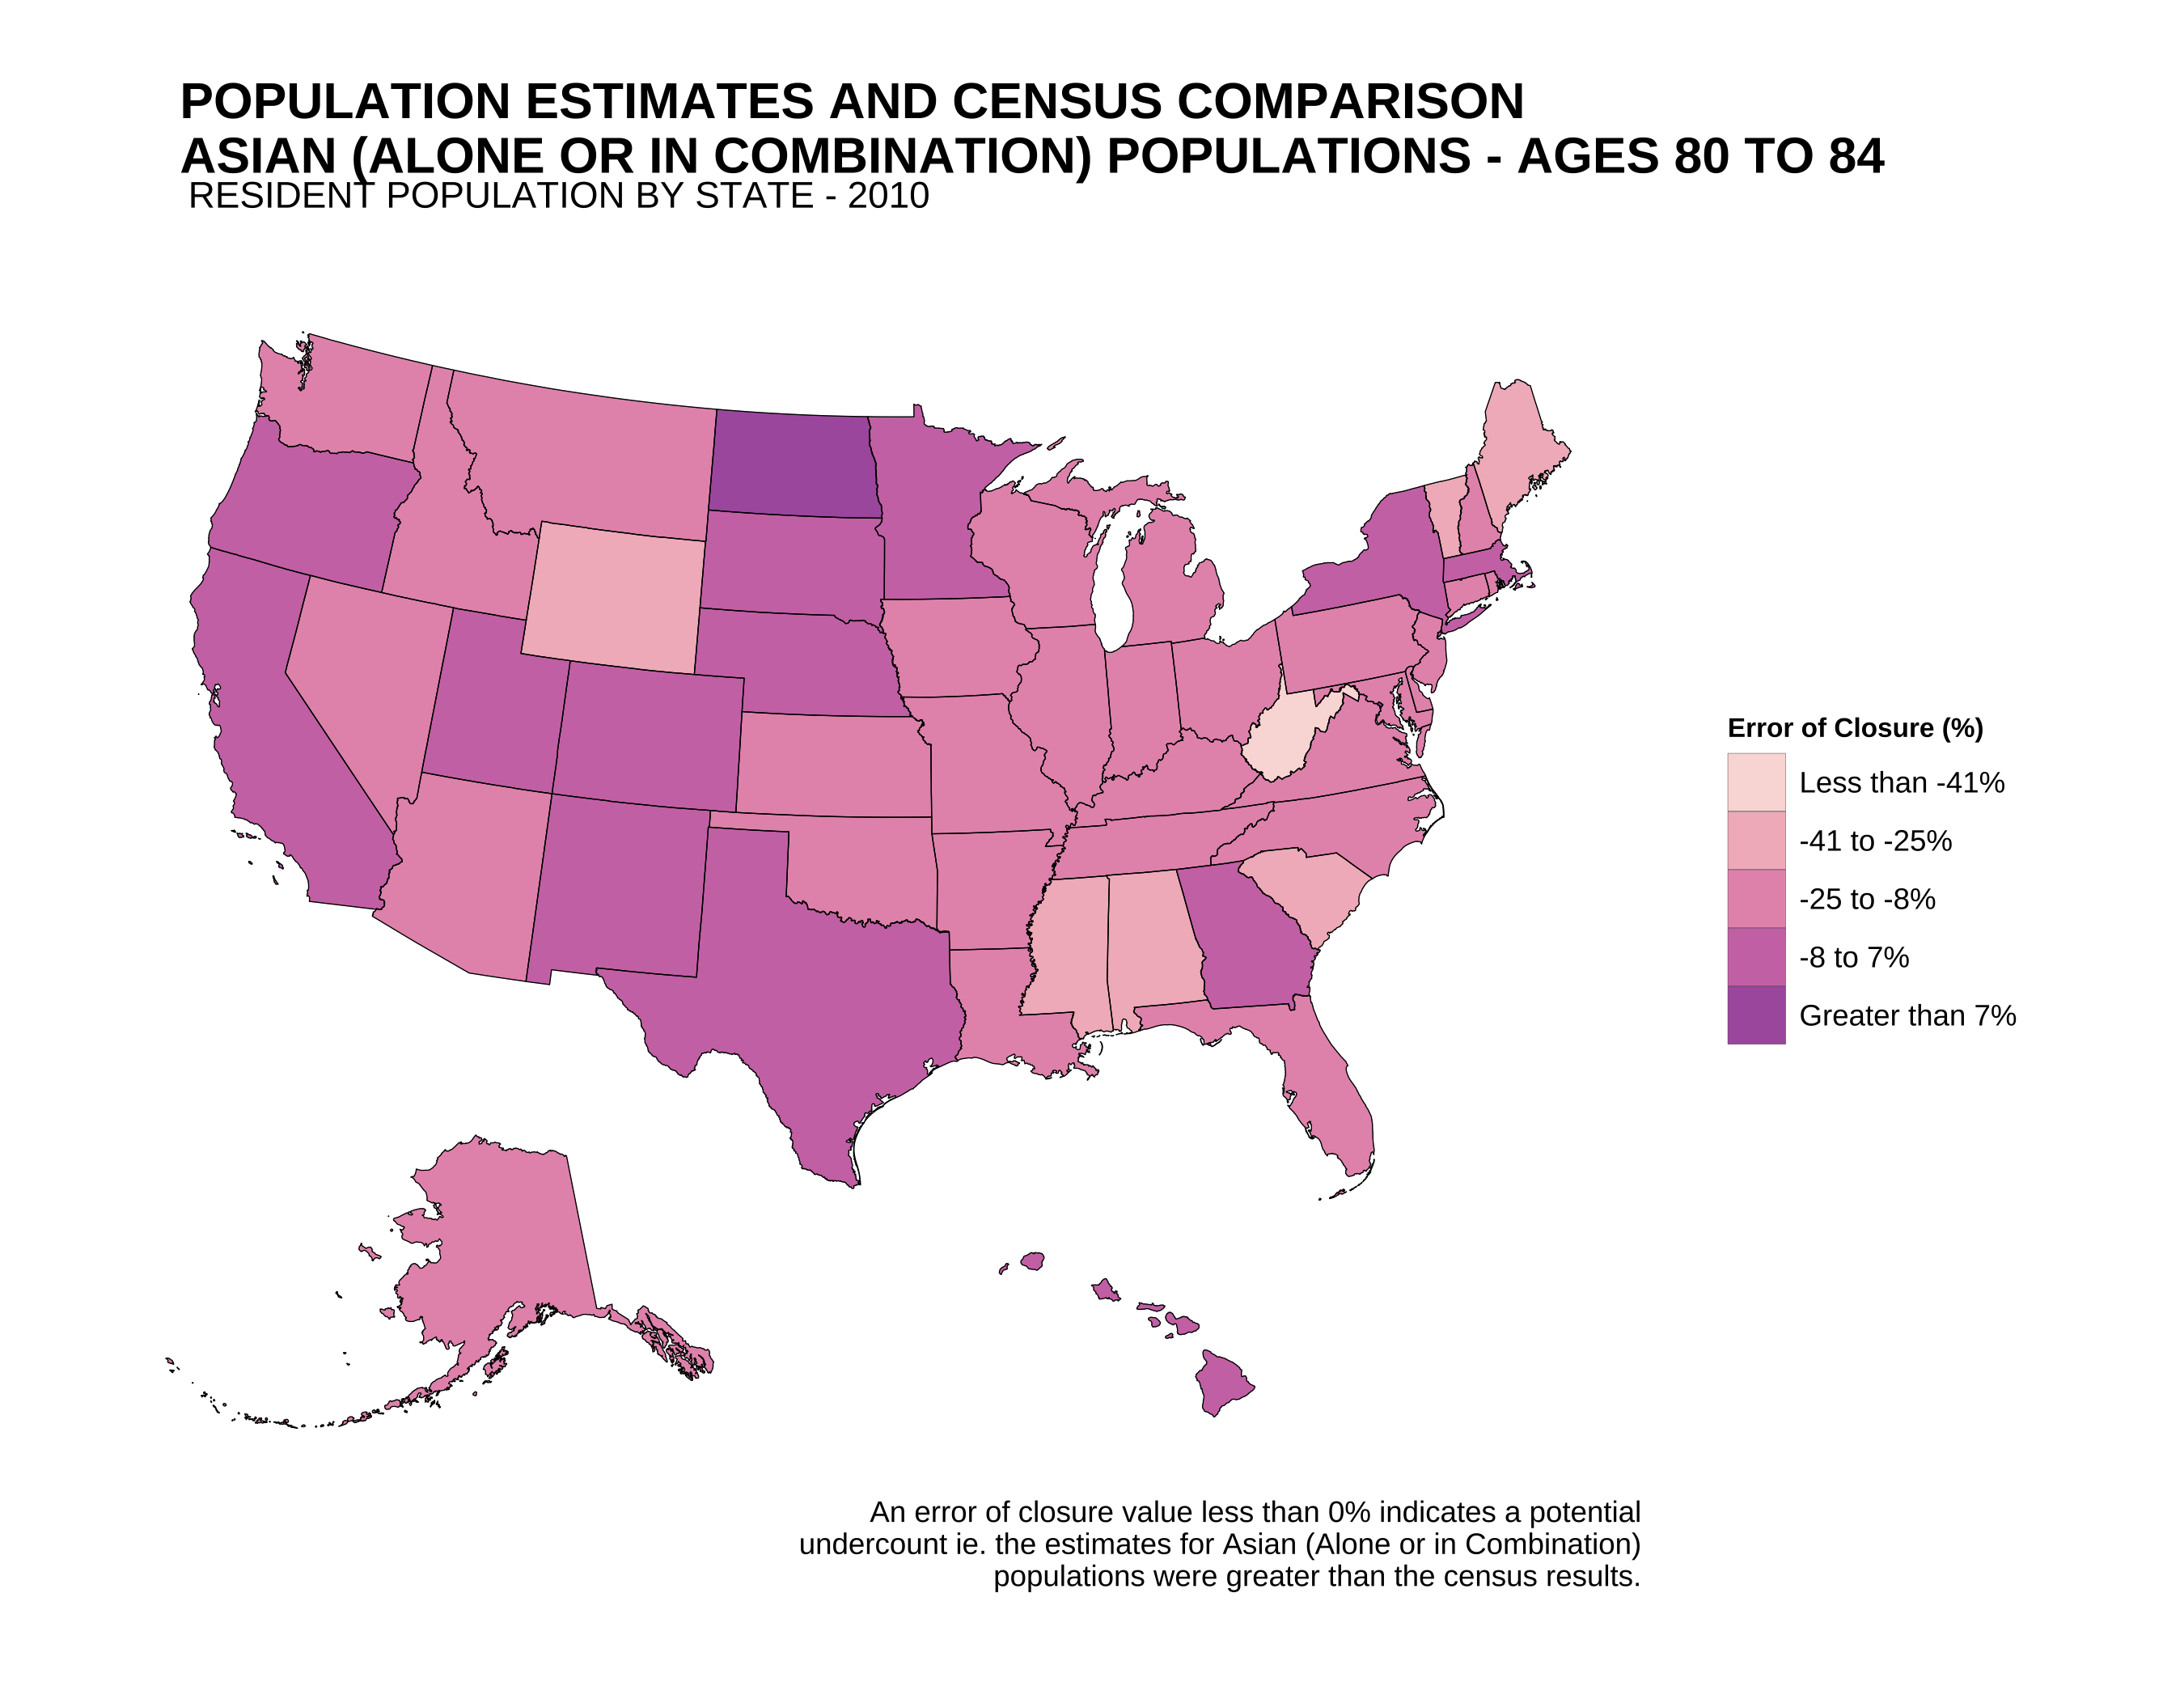 POPULATION ESTIMATES AND CENSUS COMPARISON
ASIAN (ALONE OR IN COMBINATION) POPULATIONS - AGES 80 TO 84
RESIDENT POPULATION BY STATE - 2010
Error of Closure (%)
Less than -41%
-41 to -25%
-25 to -8%
-8 to 7%
Greater than 7%
An error of closure value less than 0% indicates a potential
undercount ie. the estimates for Asian (Alone or in Combination)
populations were greater than the census results.